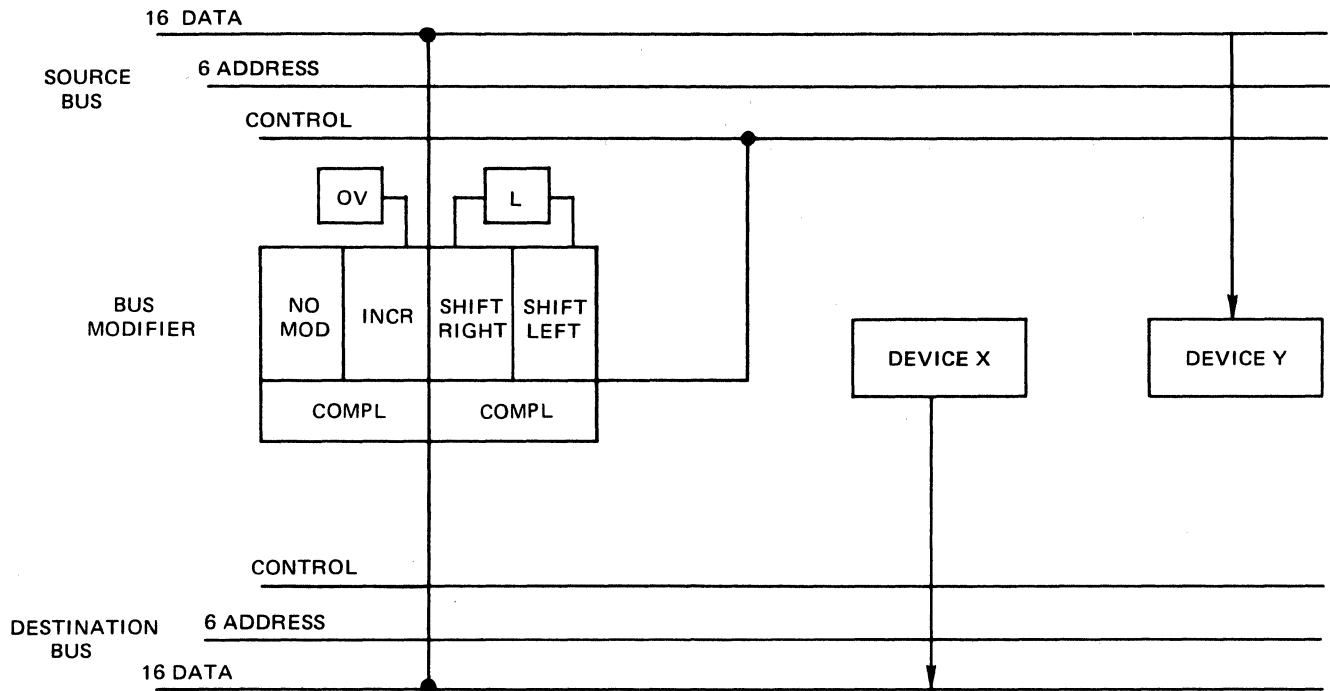 16 DATA
SOURCE
BUS
6 ADDRESS
CONTROL
OV
L
BUS
MODIFIER
NO
MOD
INCR
SHIFT
RIGHT
SHIFT
LEFT
COMPL
COMPL
DEVICE X
DEVICE Y
CONTROL
DESTINATION
BUS
6 ADDRESS
16 DATA